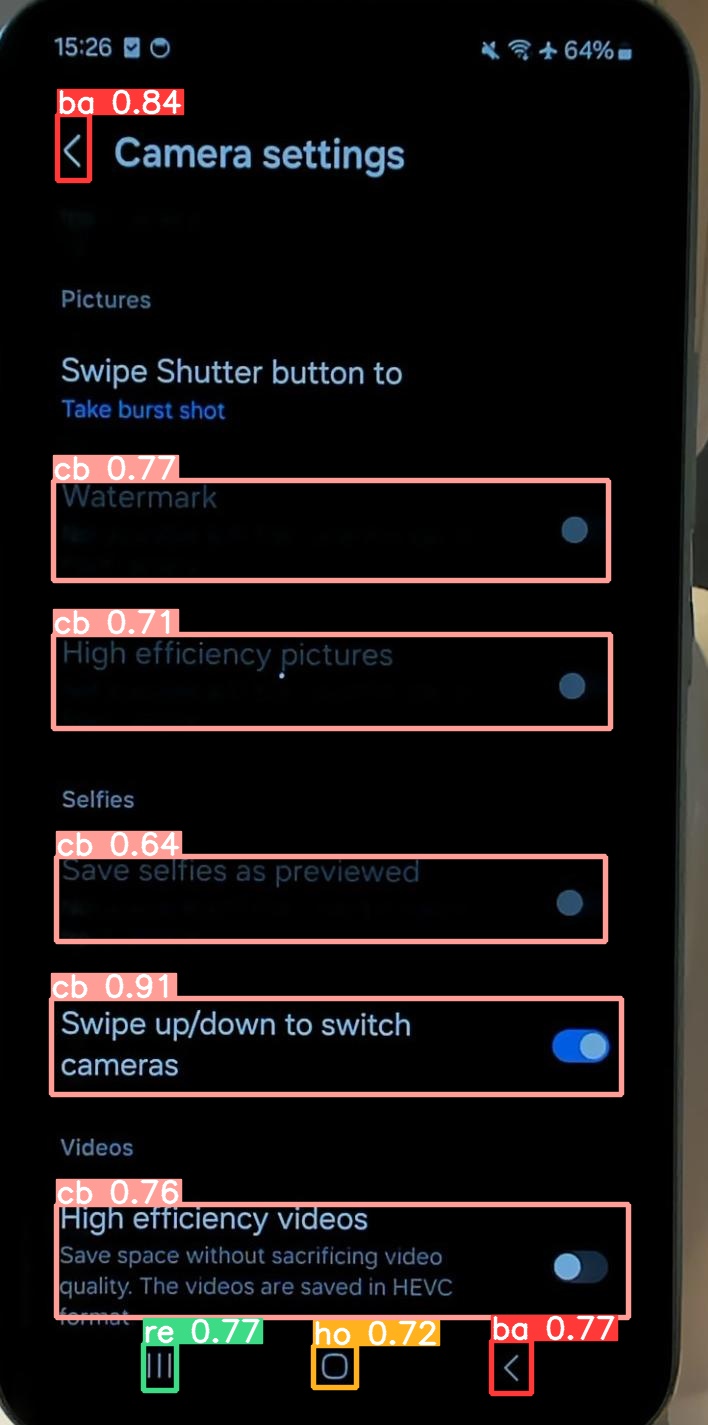 15:26
64%
ba 0.84
Camera settings
Pictures
Swipe Shutter button to
Take burst shot
cb 0.77
Watermark
cb 0.71
High efficiency pictures
Selfies
cb 0.64
Save selfies as previewed
cb 0.91
Swipe up/down to switch
cameras
Videos
cb 0.76
High efficiency videos
Save space without sacrificing video
quality. The videos are saved in HEVC
format
re 0.77
ho 0.72
ba 0.77